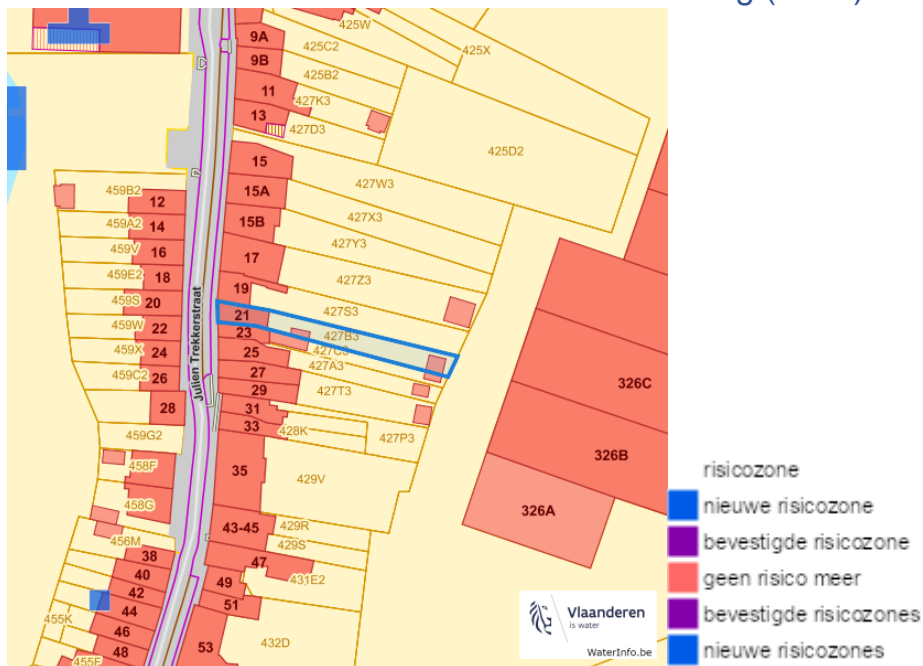 9A
425W
425X
425C2
9B
425B2
11
427K3
13
427D3
425D2
15
427W3
15A
427X3
459B2
12
15B
427Y3
459A2
14
459V
16
17
427Z3
459E2
18
19
459S
20
427S3
21
459W
22
23
427B3
427C3
459X
24
25
427A3
326C
459C2
26
27
427T3
29
28
31
33
428K
427P3
459G2
Julien Trekkerstraat
326B
458F
35
429V
458G
326A
43-45
429R
456M
429S
38
47
40
49
431E2
42
51
44
455K
46
53
432D
48
455F
Vlaanderen
is water
WaterInfo.be
risicozone
nieuwe risicozone
bevestigde risicozone
geen risico meer
bevestigde risicozones
nieuwe risicozones